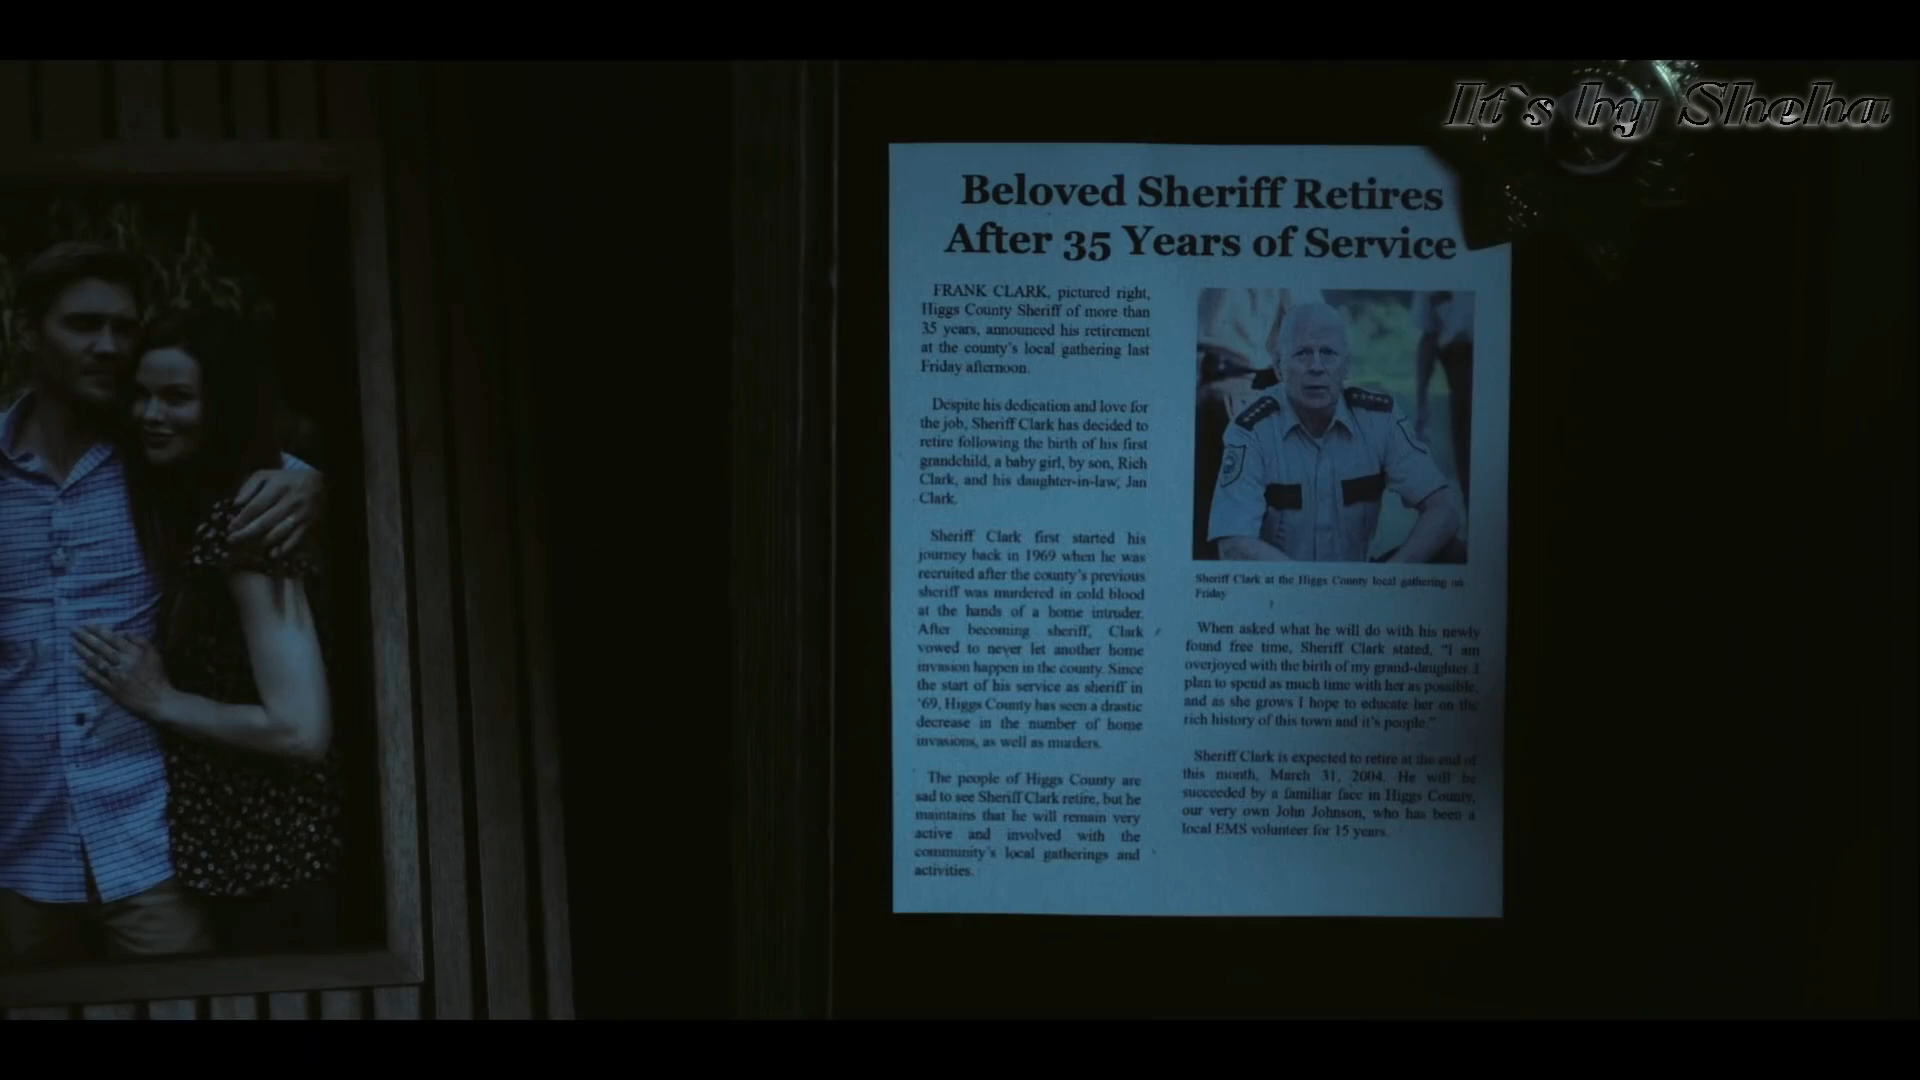 It`s by Sheha
Beloved Sheriff Retires
After 35 Years of Service
FRANK CLARK, pictured right,
Higgs County Sheriff of more than
35 years, announced his retirement
at the county's local gathering last
Friday afternoon.
Despite his dedication and love for
the job, Sheriff Clark has decided to
retire following the birth of his first
grandchild, a baby girl, by son, Rich
Clark, and his daughter-in-law, Jan
Clark.
Sheriff Clark first started his
journey back in 1969 when he was
recruited after the county's previous
sheriff was murdered in cold blood
at the hands of a home intruder.
After becoming sheriff, Clark
vowed to never let another home
invasion happen in the county. Since
the start of his service as sheriff in
'69, Higgs County has seen a drastic
decrease in the number of home
invasions, as well as murders.
The people of Higgs County are
sad to see Sheriff Clark retire, but he
maintains that he will remain very
active and involved with the
community's local gatherings and
activities.
Sheriff Clark at the Higgs County local gathering on
Friday
When asked what he will do with his newly
found free time, Sheriff Clark stated, "I am
overjoyed with the birth of my grand-daughter. I
plan to spend as much time with her as possible,
and as she grows I hope to educate her on the
rich history of this town and it's people."
Sheriff Clark is expected to retire at the end of
this month, March 31, 2004. He will be
succeeded by a familiar face in Higgs County,
our very own John Johnson, who has been a
local EMS volunteer for 15 years.